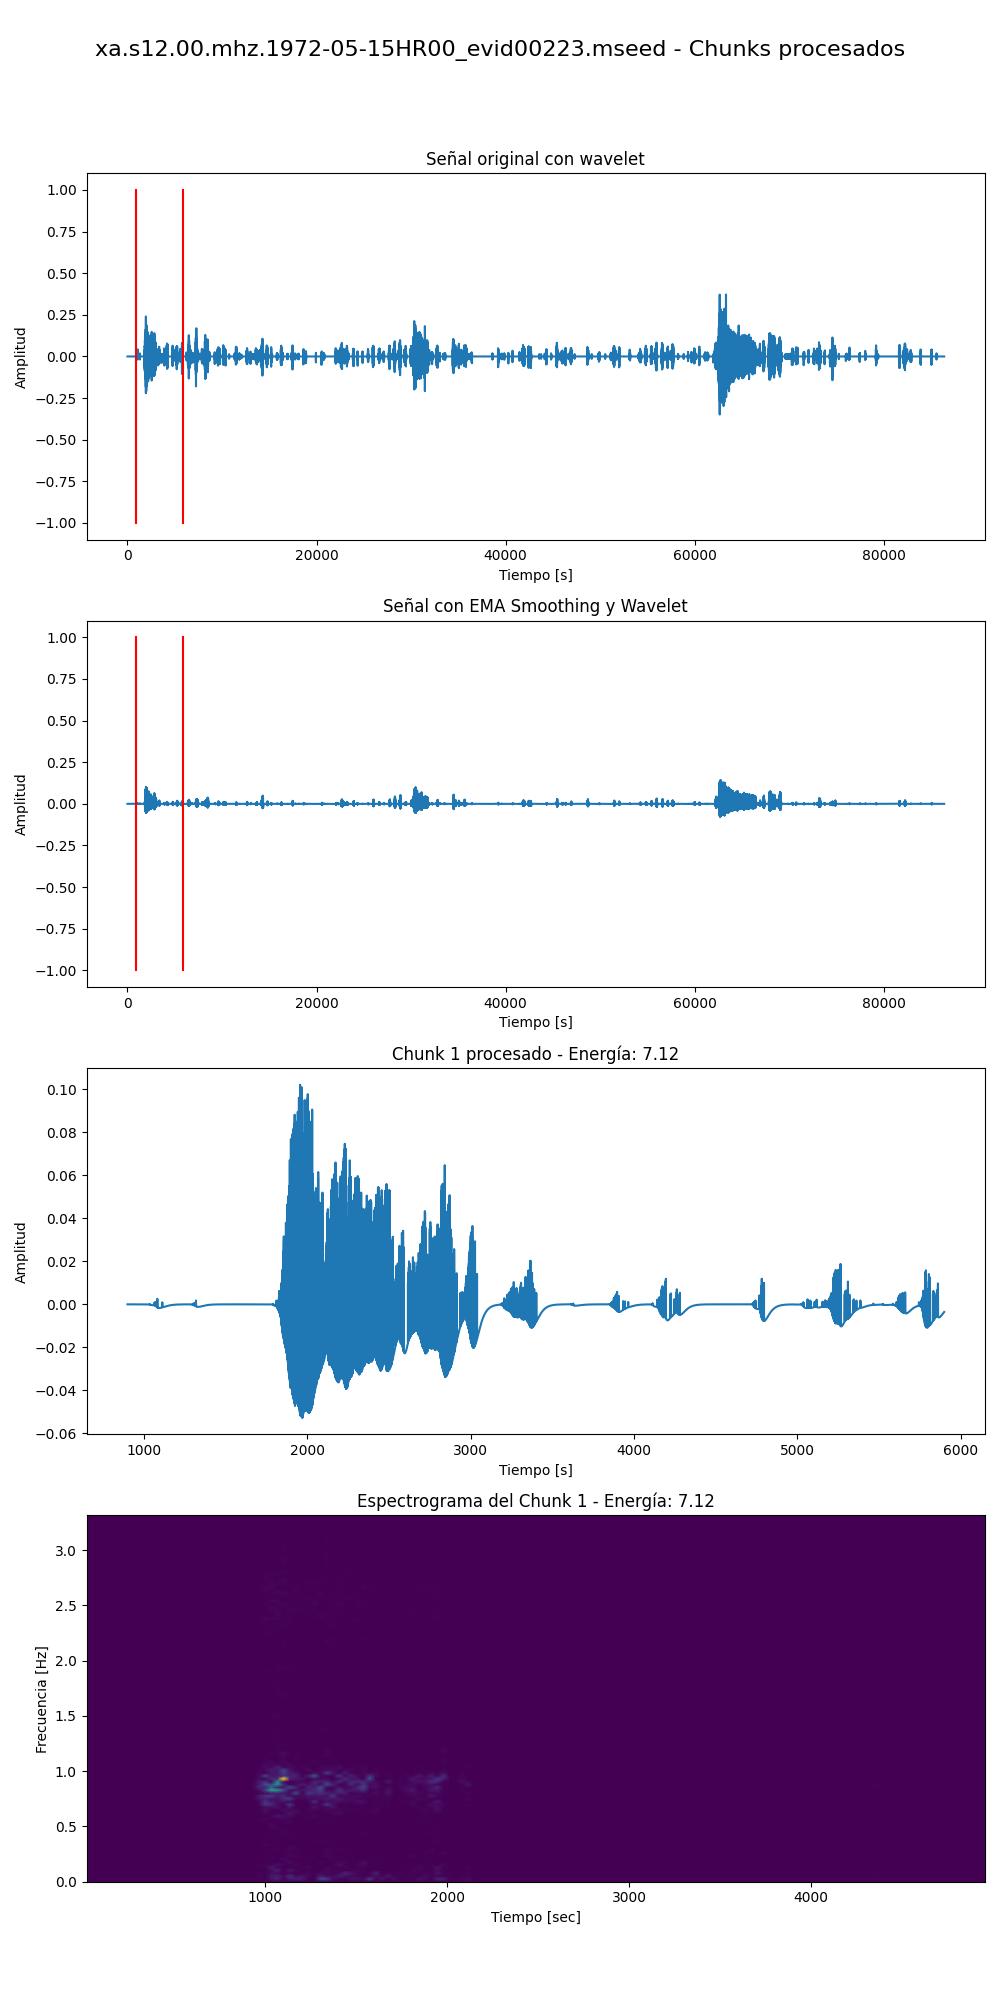 xa.s12.00.mhz.1972-05-15HR00_evid00223.mseed - Chunks procesados
Señal original con wavelet
1.00
0.75
0.50
0.25
0.00
−0.25
−0.50
−0.75
−1.00
Amplitud
0 20000 40000 60000 80000
Tiempo [s]
Señal con EMA Smoothing y Wavelet
1.00
0.75
0.50
0.25
0.00
−0.25
−0.50
−0.75
−1.00
Amplitud
0 20000 40000 60000 80000
Tiempo [s]
Chunk 1 procesado - Energía: 7.12
0.10
0.08
0.06
0.04
0.02
0.00
−0.02
−0.04
−0.06
Amplitud
1000 2000 3000 4000 5000 6000
Tiempo [s]
Espectrograma del Chunk 1 - Energía: 7.12
3.0
2.5
2.0
1.5
1.0
0.5
0.0
Frecuencia [Hz]
1000 2000 3000 4000
Tiempo [sec]